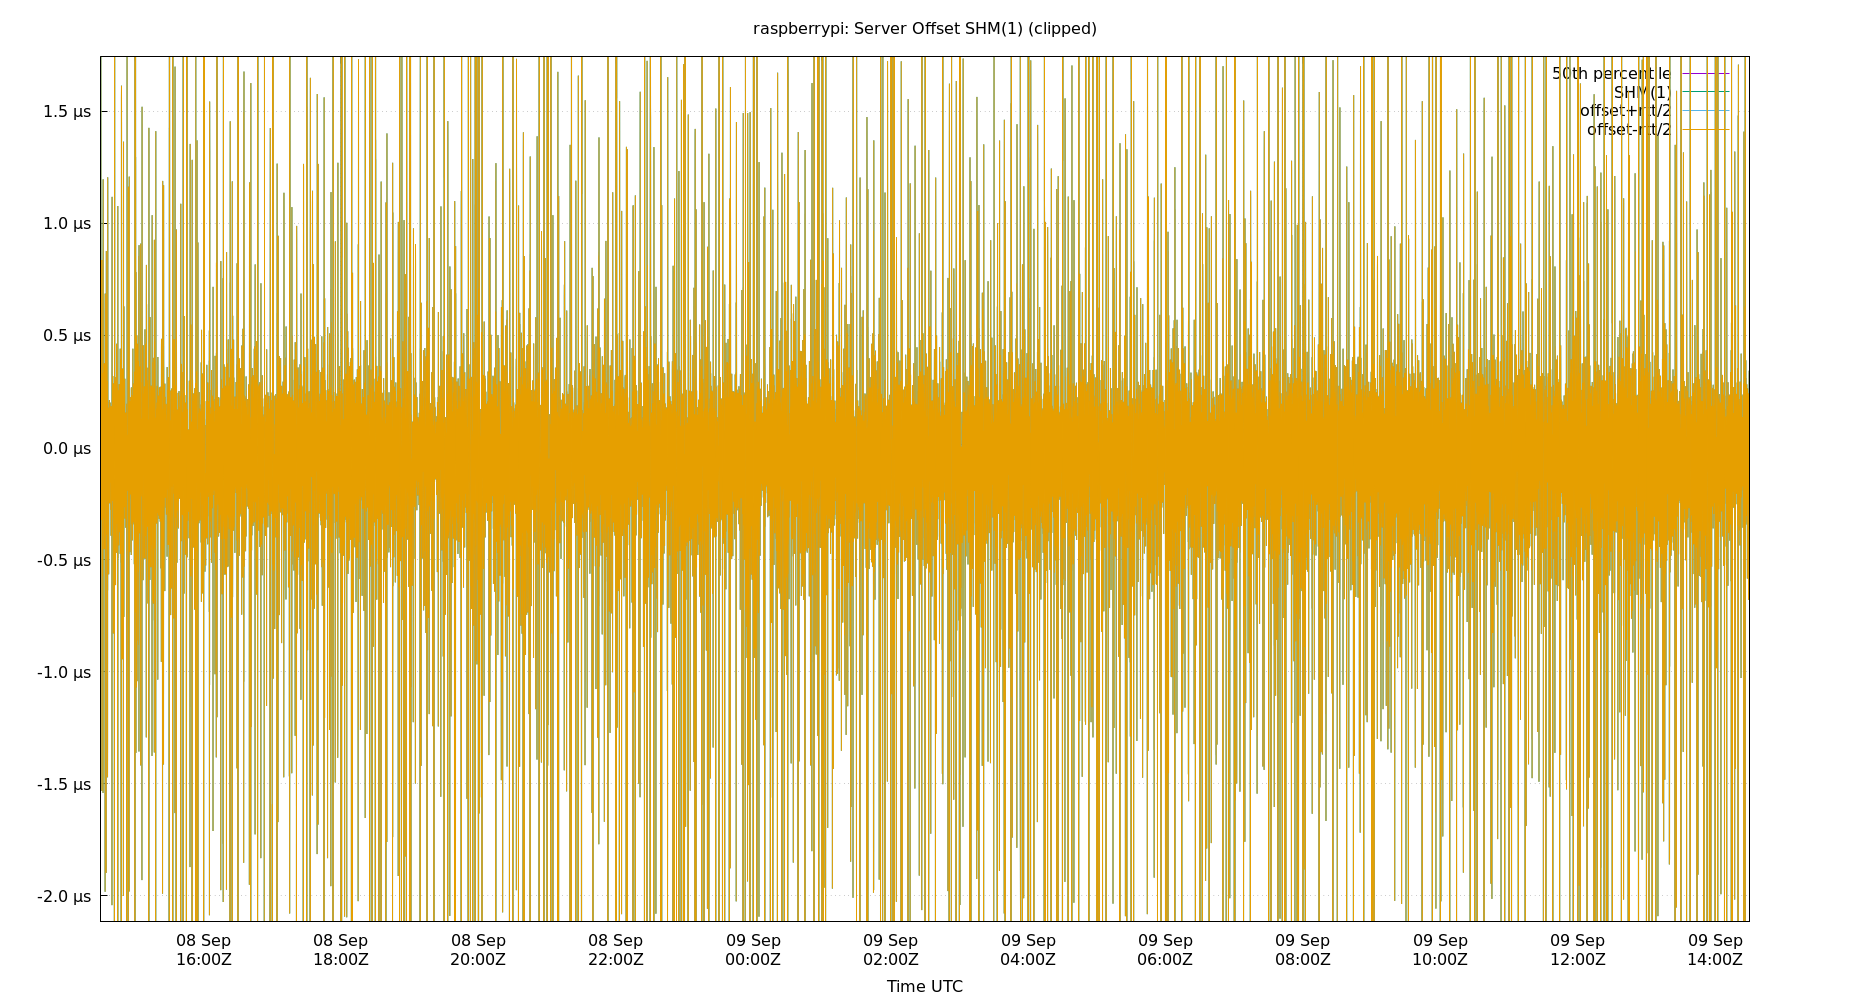 raspberrypi: Server Offset SHM(1) (clipped)
50th percentile
SHM(1)
offset+rtt/2
offset-rtt/2
1.5 µs
1.0 µs
0.5 µs
0.0 µs
-0.5 µs
-1.0 µs
-1.5 µs
-2.0 µs
08 Sep 08 Sep 08 Sep 08 Sep 09 Sep 09 Sep 09 Sep 09 Sep 09 Sep 09 Sep 09 Sep 09 Sep
16:00Z 18:00Z 20:00Z 22:00Z 00:00Z 02:00Z 04:00Z 06:00Z 08:00Z 10:00Z 12:00Z 14:00Z
Time UTC